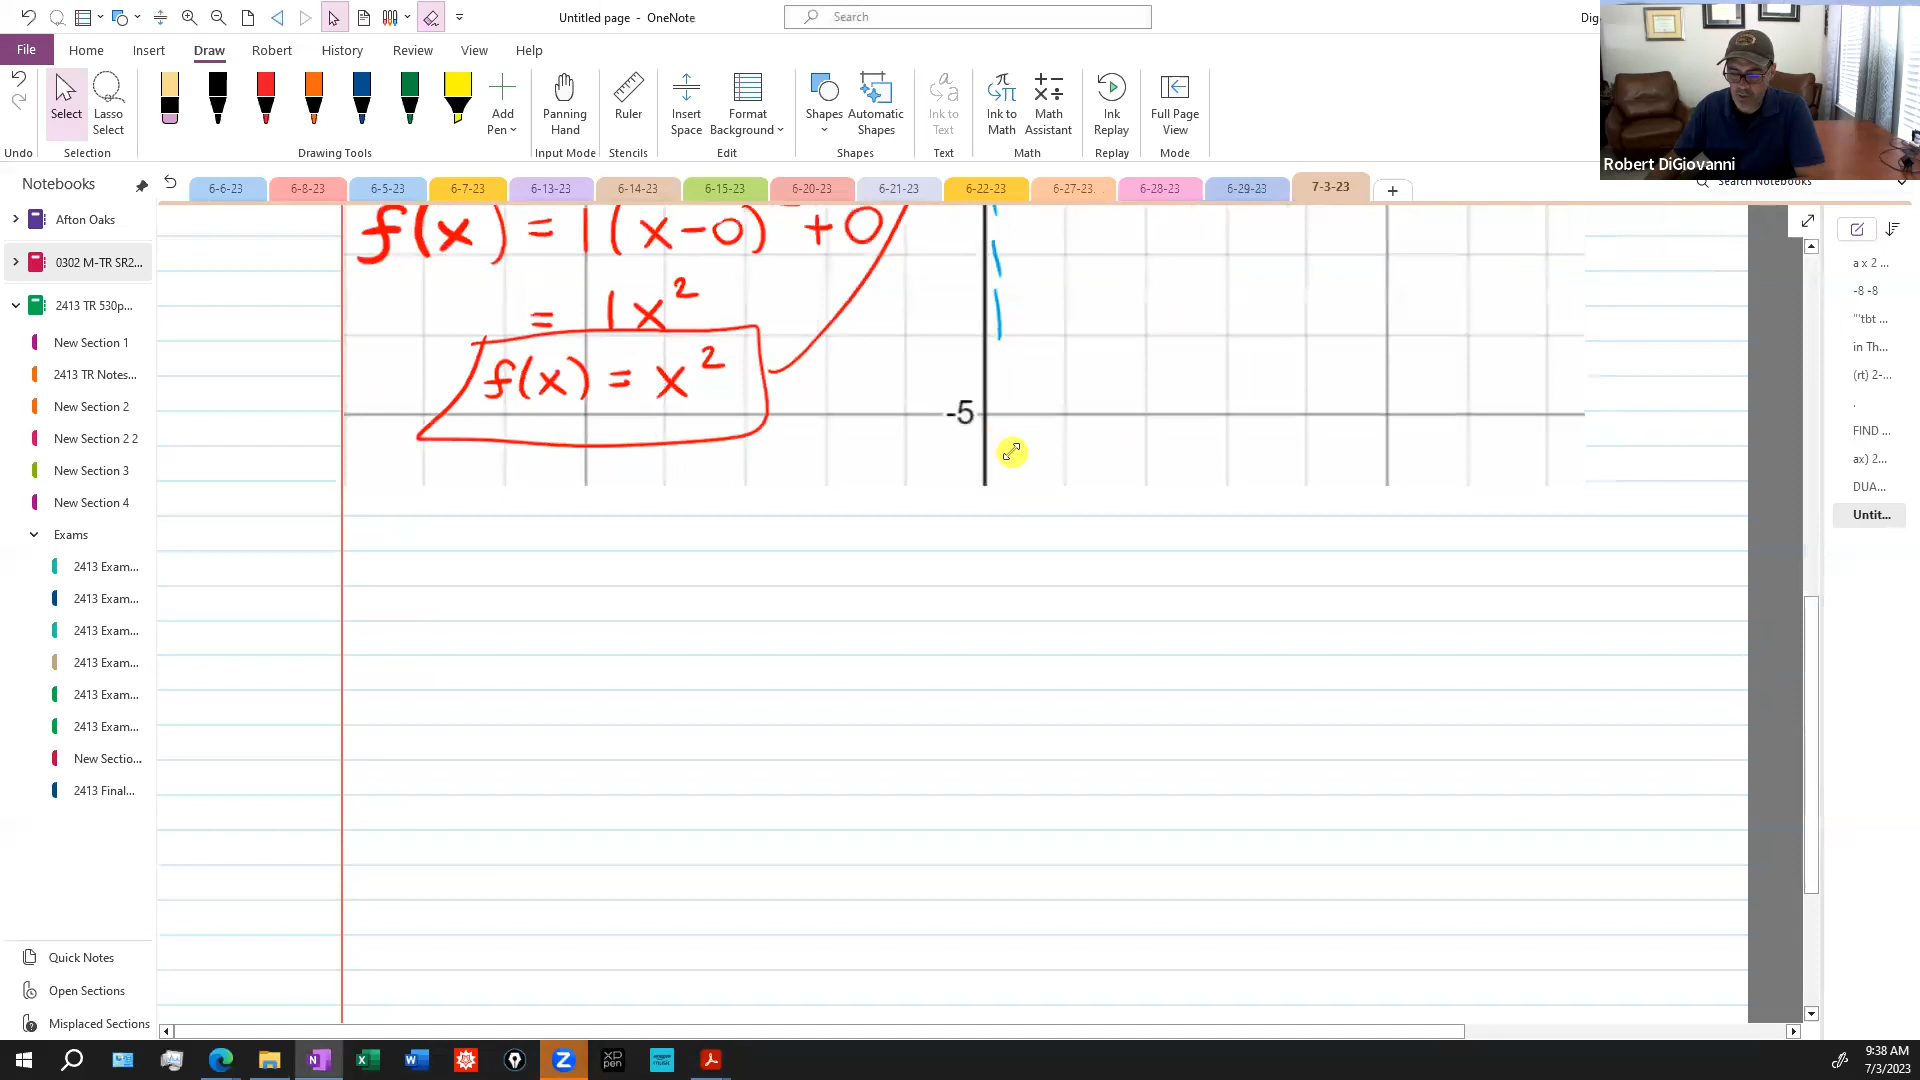 Untitled page - OneNote
Search
Dig
File
Home
Insert
Draw
Robert
History
Review
View
Help
Undo
Select
Lasso Select
Selection
Drawing Tools
Add Pen
Panning Hand
Input Mode
Ruler
Stencils
Insert Space
Format Background
Edit
Shapes
Automatic Shapes
Shapes
Ink to Text
Text
Ink to Math
Math Assistant
Math
Ink Replay
Replay
Full Page View
Mode
Robert DiGiovanni
Notebooks
6-6-23
6-8-23
6-5-23
6-7-23
6-13-23
6-14-23
6-15-23
6-20-23
6-21-23
6-22-23
6-27-23.
6-28-23
6-29-23
7-3-23
+
Search Notebooks
Afton Oaks
0302 M-TR SR2...
2413 TR 530p...
New Section 1
2413 TR Notes...
New Section 2
New Section 2 2
New Section 3
New Section 4
Exams
2413 Exam...
2413 Exam...
2413 Exam...
2413 Exam...
2413 Exam...
2413 Exam...
New Sectio...
2413 Final...
Quick Notes
Open Sections
Misplaced Sections
f(x) = 1(x-0) +0
= 1x²
f(x) = x²
-5
a x 2 ...
-8 -8
"'tbt ...
in Th...
(rt) 2-...
.
FIND ...
ax) 2...
DUA...
Untit...
9:38 AM
7/3/2023